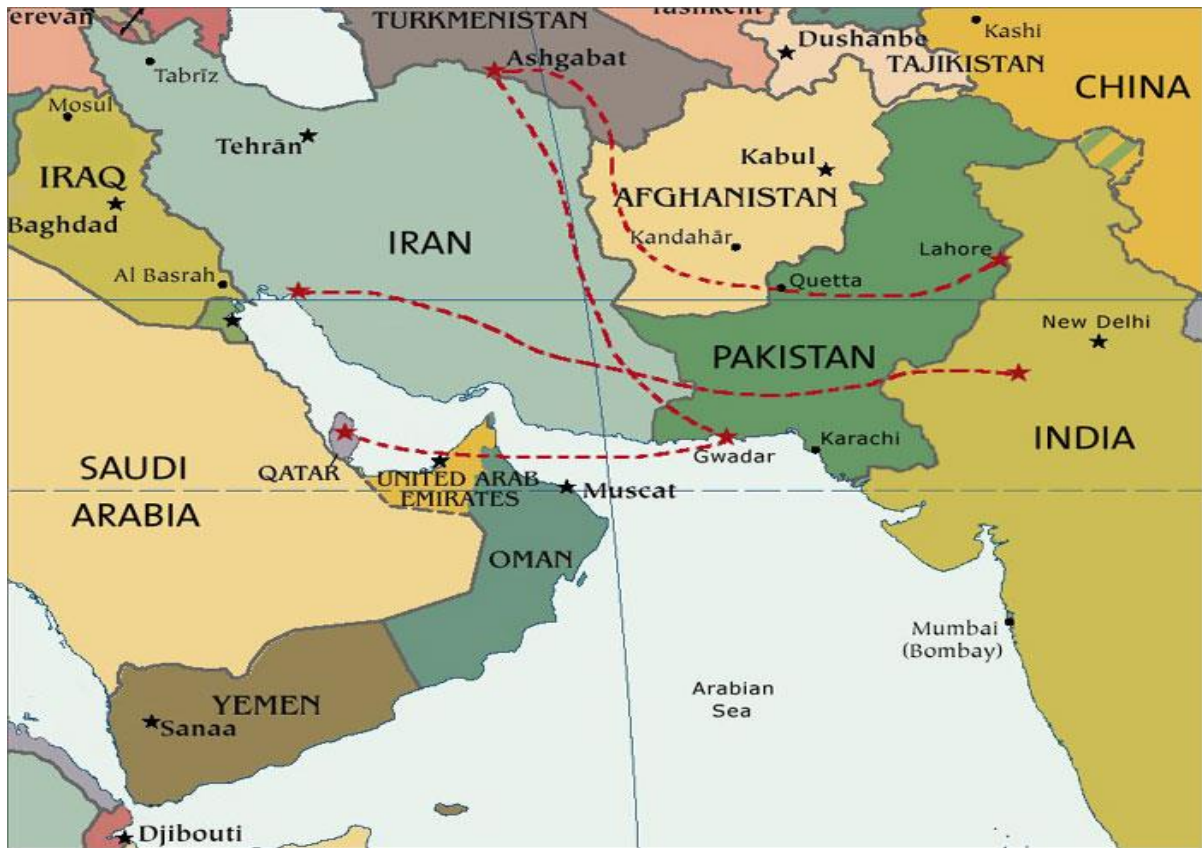 erevan
TURKMENISTAN
Tashkent
Kashi
Ashgabat
Dushanbe
TAJIKISTAN
Tabrīz
CHINA
Mosul
Tehrān
Kabul
IRAQ
AFGHANISTAN
Baghdad
IRAN
Kandahār
Lahore
Al Basrah
Quetta
New Delhi
PAKISTAN
INDIA
Karachi
Gwadar
SAUDI
ARABIA
QATAR
UNITED ARAB
EMIRATES
Muscat
OMAN
Mumbai
(Bombay)
Arabian
Sea
YEMEN
Sanaa
Djibouti